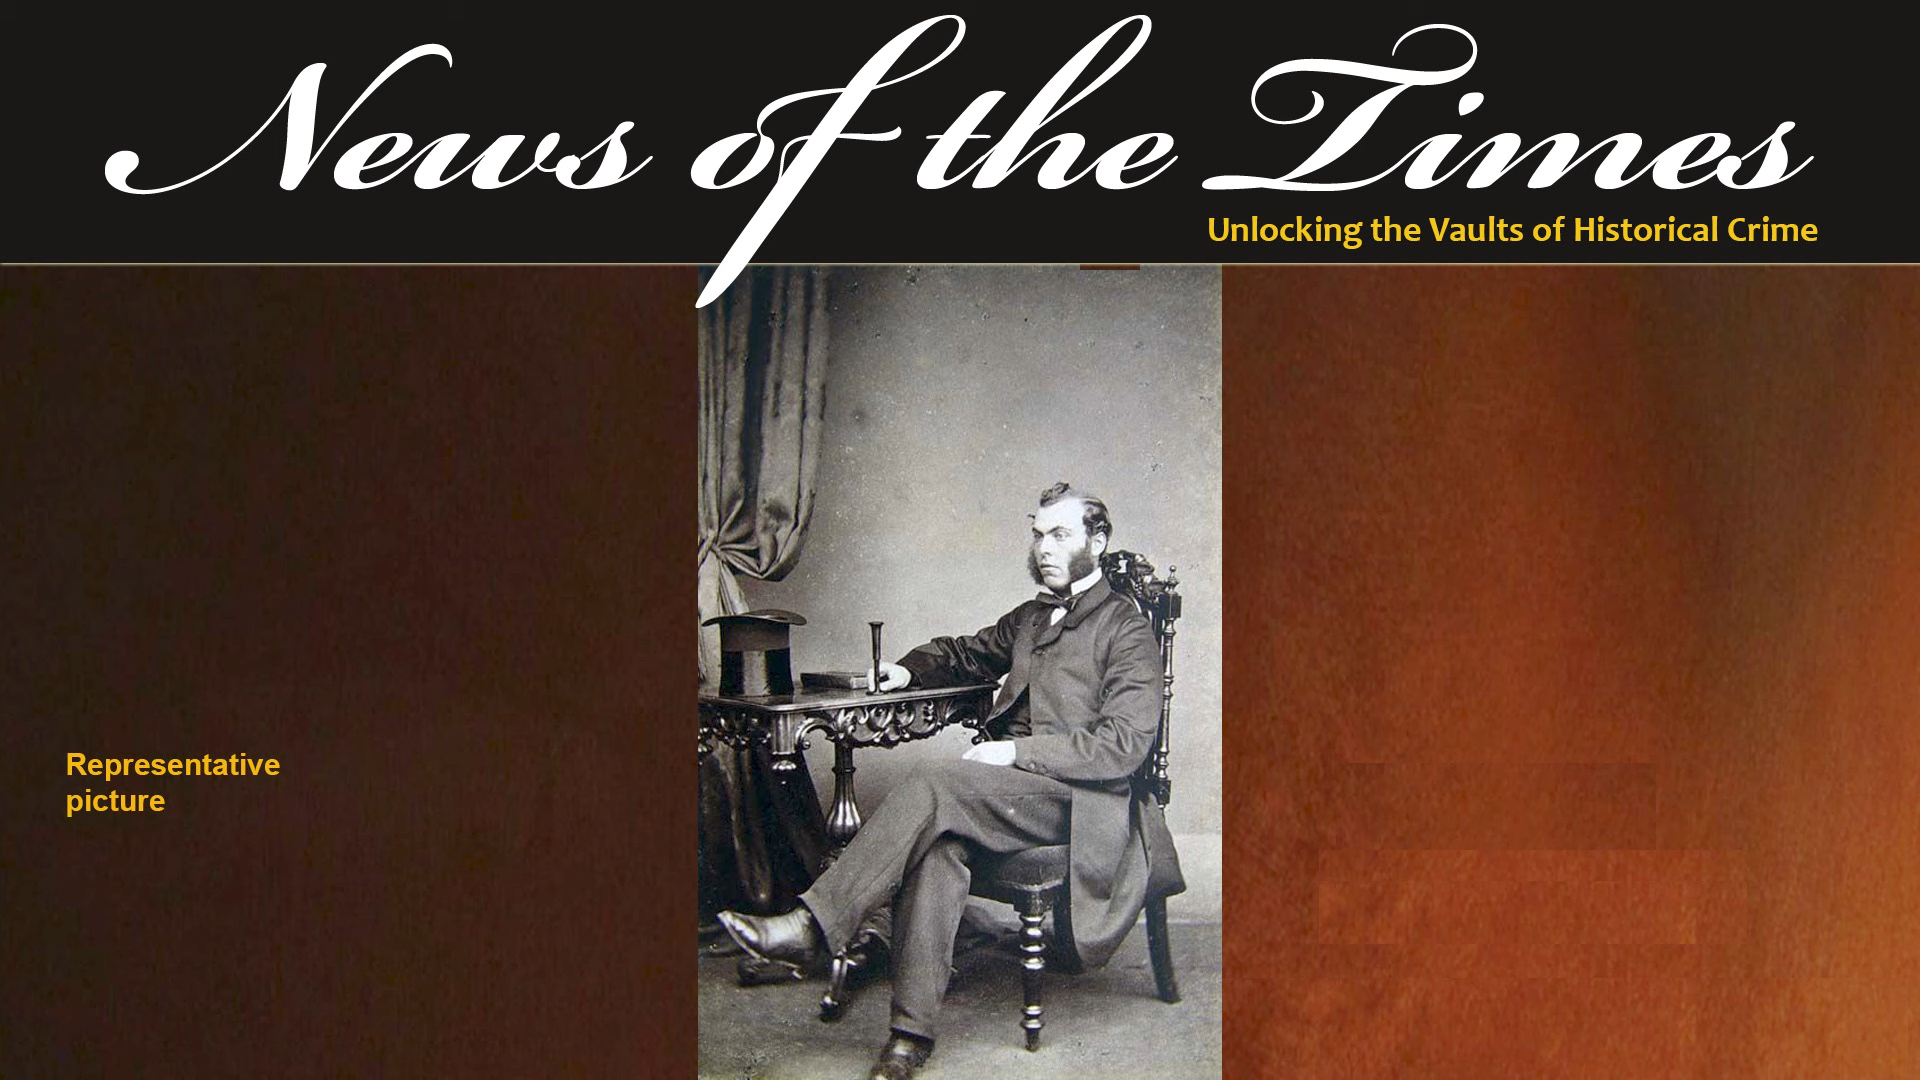 News of the Times
Unlocking the Vaults of Historical Crime
Representative
picture